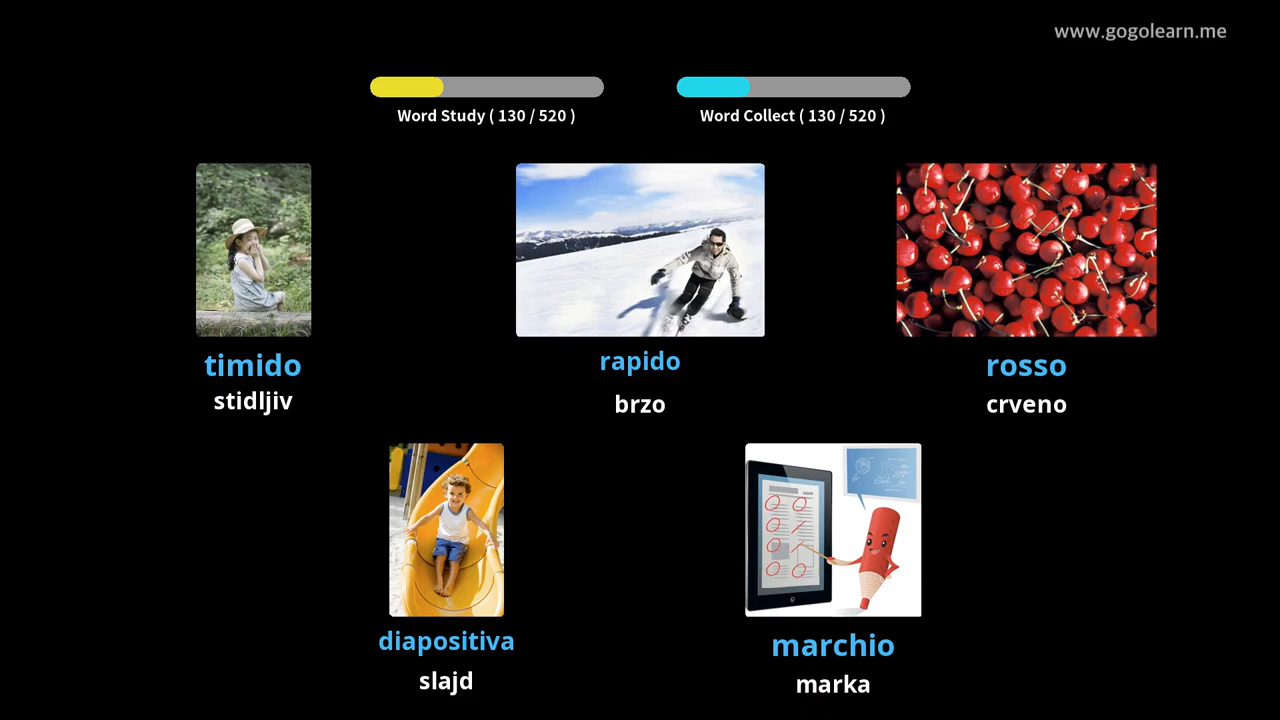 www.gogolearn.me
Word Study ( 130 / 520 )
Word Collect ( 130 / 520 )
timido
stidljiv
rapido
brzo
rosso
crveno
diapositiva
slajd
marchio
marka